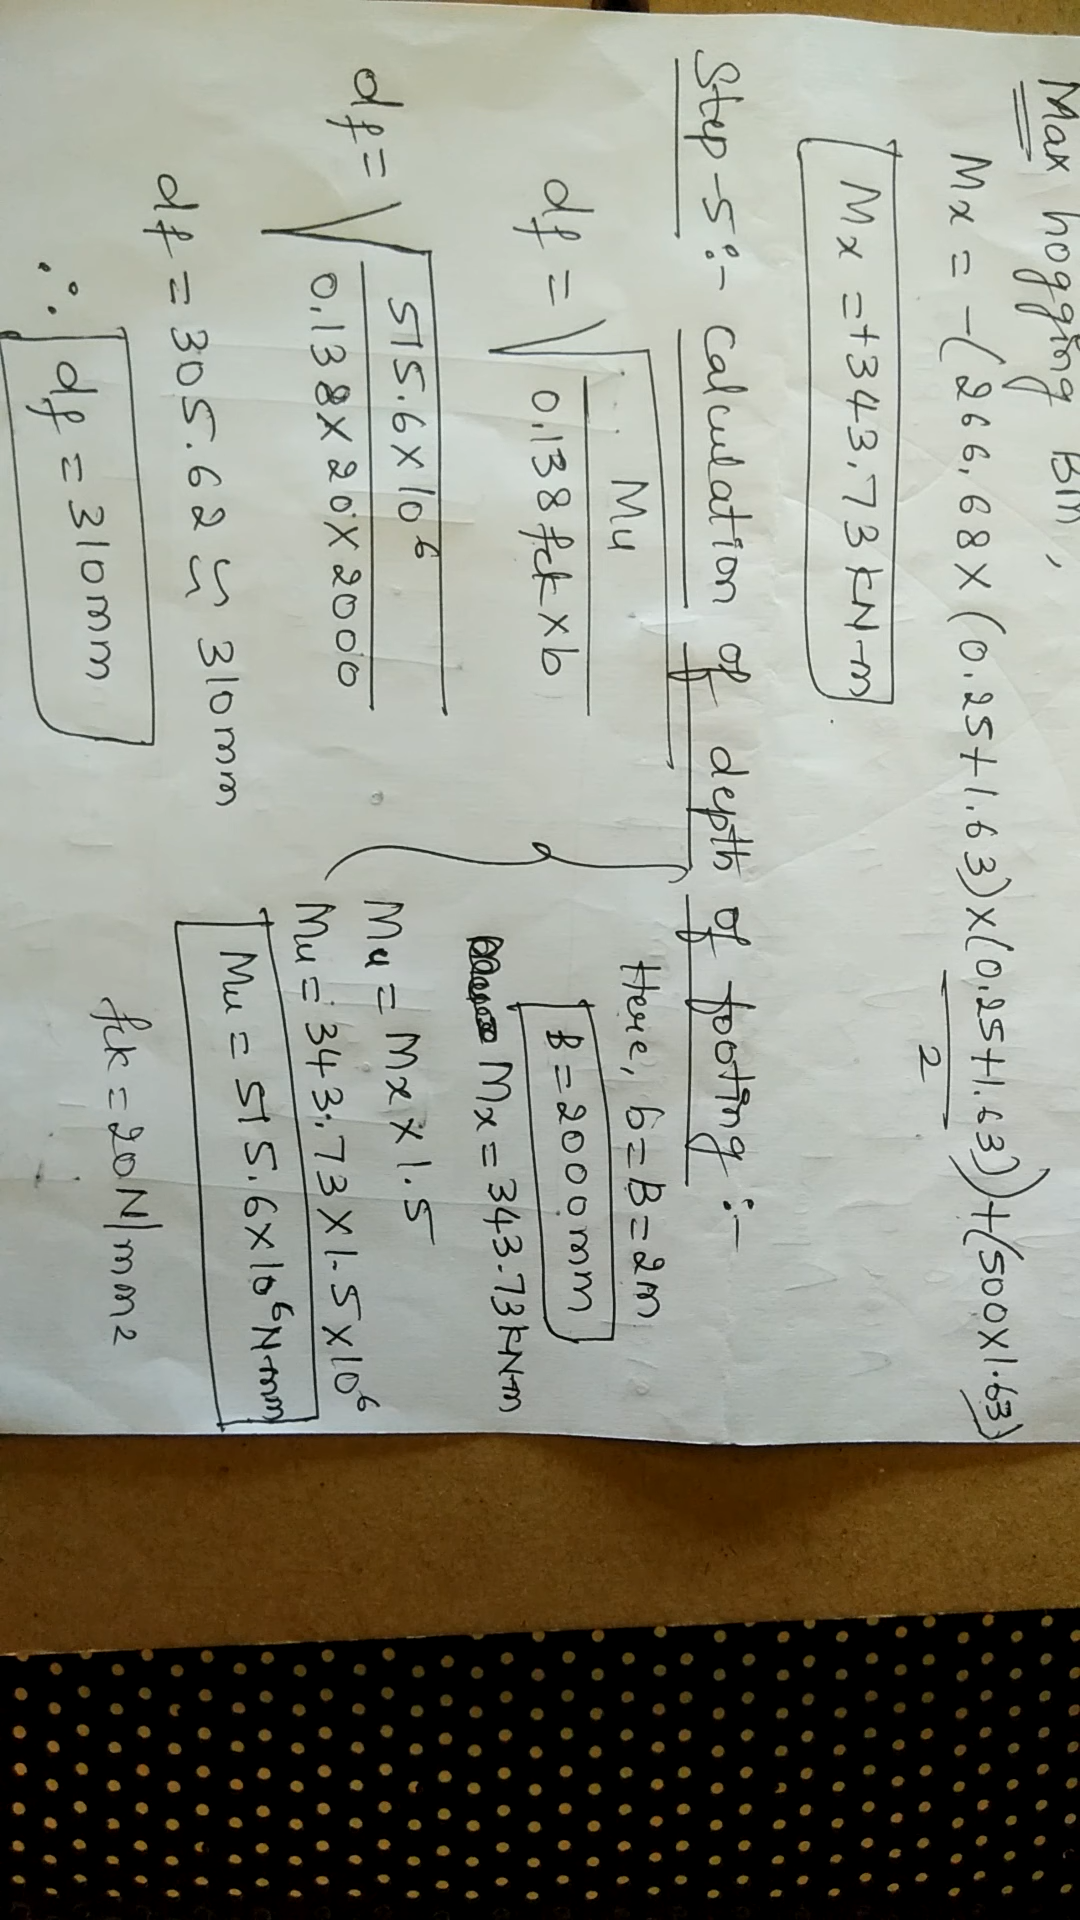 Max hogging BM,
Mx = -(266.68 x (0.25+1.63) x (0.25+1.63)/2) + (500 x 1.63)
Mx = +343.73 kN-m
Step-5:- calculation of depth of footing :-
df = √(Mu / 0.138 fck x b)
df = √(515.6 x 10^6 / 0.138 x 20 x 2000)
df = 305.62 ≈ 310mm
∴ df = 310mm
Here, b = B = 2m
B = 2000mm
Mx = 343.73 kN-m
Mu = Mx x 1.5
Mu = 343.73 x 1.5 x 10^6
Mu = 515.6 x 10^6 N-mm
fck = 20 N/mm2